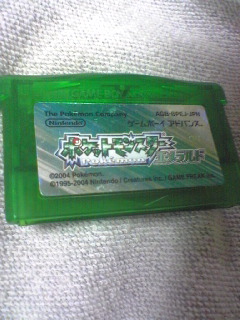 The Pokémon Company AGB-BPEJ-JPN
Nintendo ゲームボーイ アドバンス
ポケットモンスター
エメラルド
©2004 Pokémon.
©1995-2004 Nintendo / Creatures inc. / GAME FREAK inc.